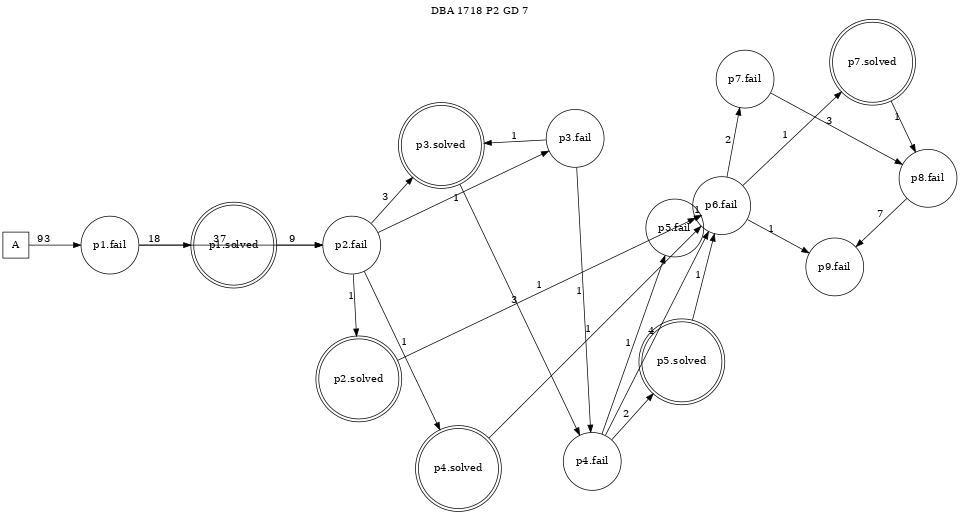 DBA 1718 P2 GD 7
p7.solved
p7.fail
3
1
p3.solved
1
p3.fail
2
1
p8.fail
3
1
1
p6.fail
7
p5.fail
1
A
93
p1.fail
18
37
p1.solved
9
p2.fail
p9.fail
1
1
1
1
3
1
1
1
4
p5.solved
p2.solved
2
p4.solved
p4.fail